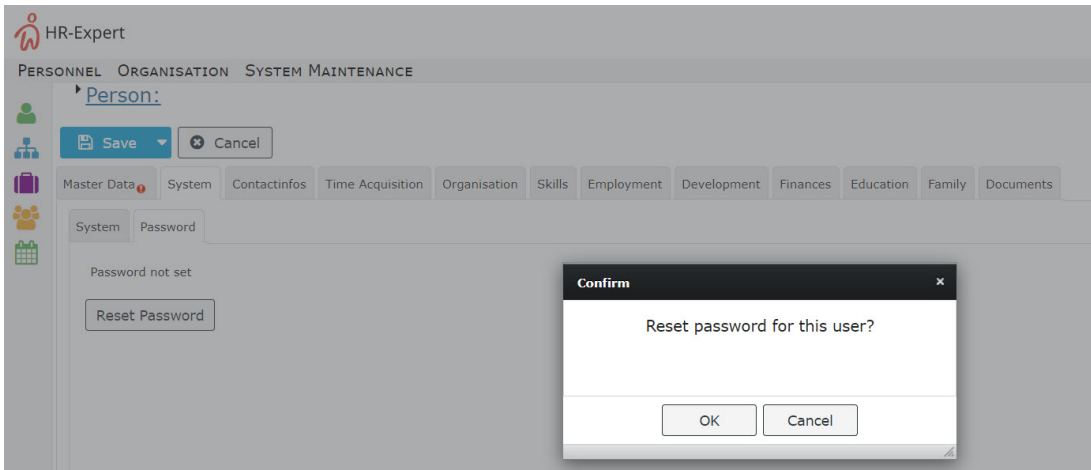 HR-Expert
PERSONNEL ORGANISATION SYSTEM MAINTENANCE
Person:
Save Cancel
Master Data System Contactinfos Time Acquisition Organisation Skills Employment Development Finances Education Family Documents
System Password
Password not set
Reset Password
Confirm ×
Reset password for this user?
OK Cancel